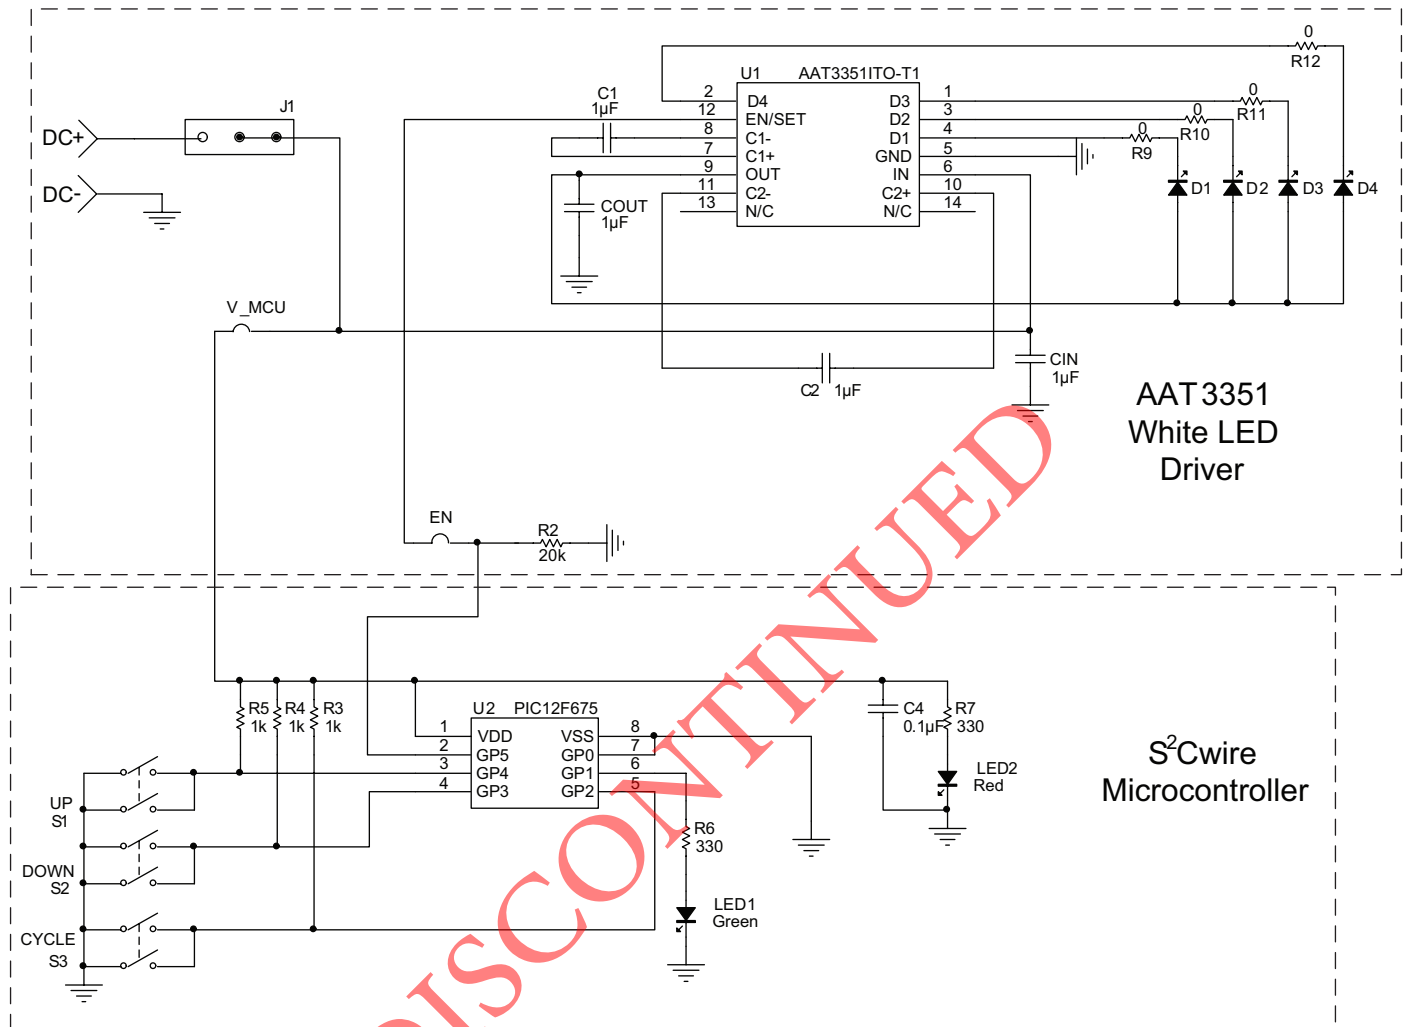 0
R12
U1 AAT3351ITO-T1
C1
1µF
2 D4 D3 1
12 EN/SET D2 3
8 C1- D1 4
7 C1+ GND 5
9 OUT IN 6
11 C2- C2+ 10
13 N/C N/C 14
0
R11
0
R10
0
R9
J1
DC+
DC-
COUT
1µF
D1 D2 D3 D4
V_MCU
C2 1µF
CIN
1µF
AAT3351
White LED
Driver
EN
R2
20k
R5
1k
R4
1k
R3
1k
U2 PIC12F675
1 VDD VSS 8
2 GP5 GP0 7
3 GP4 GP1 6
4 GP3 GP2 5
C4
0.1µF
R7
330
LED2
Red
S²Cwire
Microcontroller
UP
S1
DOWN
S2
CYCLE
S3
R6
330
LED1
Green
DISCONTINUED